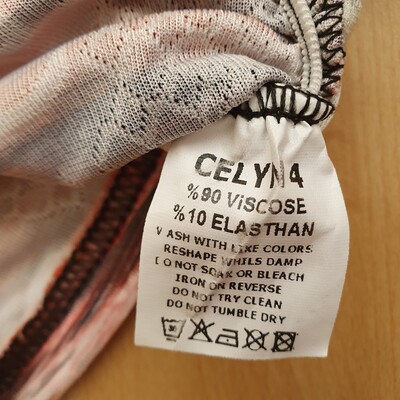 CELYN4
%90 ViSCOSE
%10 ELASTHAN
WASH WITH LIKE COLORS
RESHAPE WHILS DAMP
DO NOT SOAK OR BLEACH
IRON ON REVERSE
DO NOT TRY CLEAN
DO NOT TUMBLE DRY